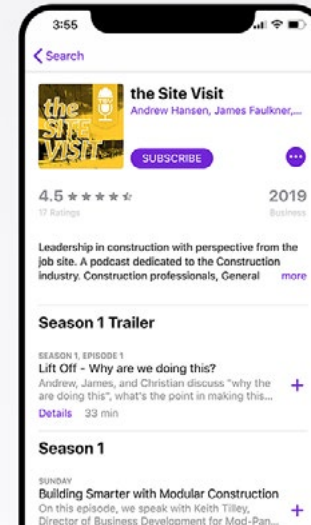 3:55
Search
the
SITE
VISIT
the Site Visit
Andrew Hansen, James Faulkner,...
SUBSCRIBE
4.5
2019
17 Ratings
Business
Leadership in construction with perspective from the
job site. A podcast dedicated to the Construction
industry. Construction professionals, General more
Season 1 Trailer
SEASON 1, EPISODE 1
Lift Off - Why are we doing this?
Andrew, James, and Christian discuss "why the
are doing this", what's the point in making this...
Details 33 min
Season 1
SUNDAY
Building Smarter with Modular Construction
On this episode, we speak with Keith Tilley,
Director of Business Development for Mod-Pan...